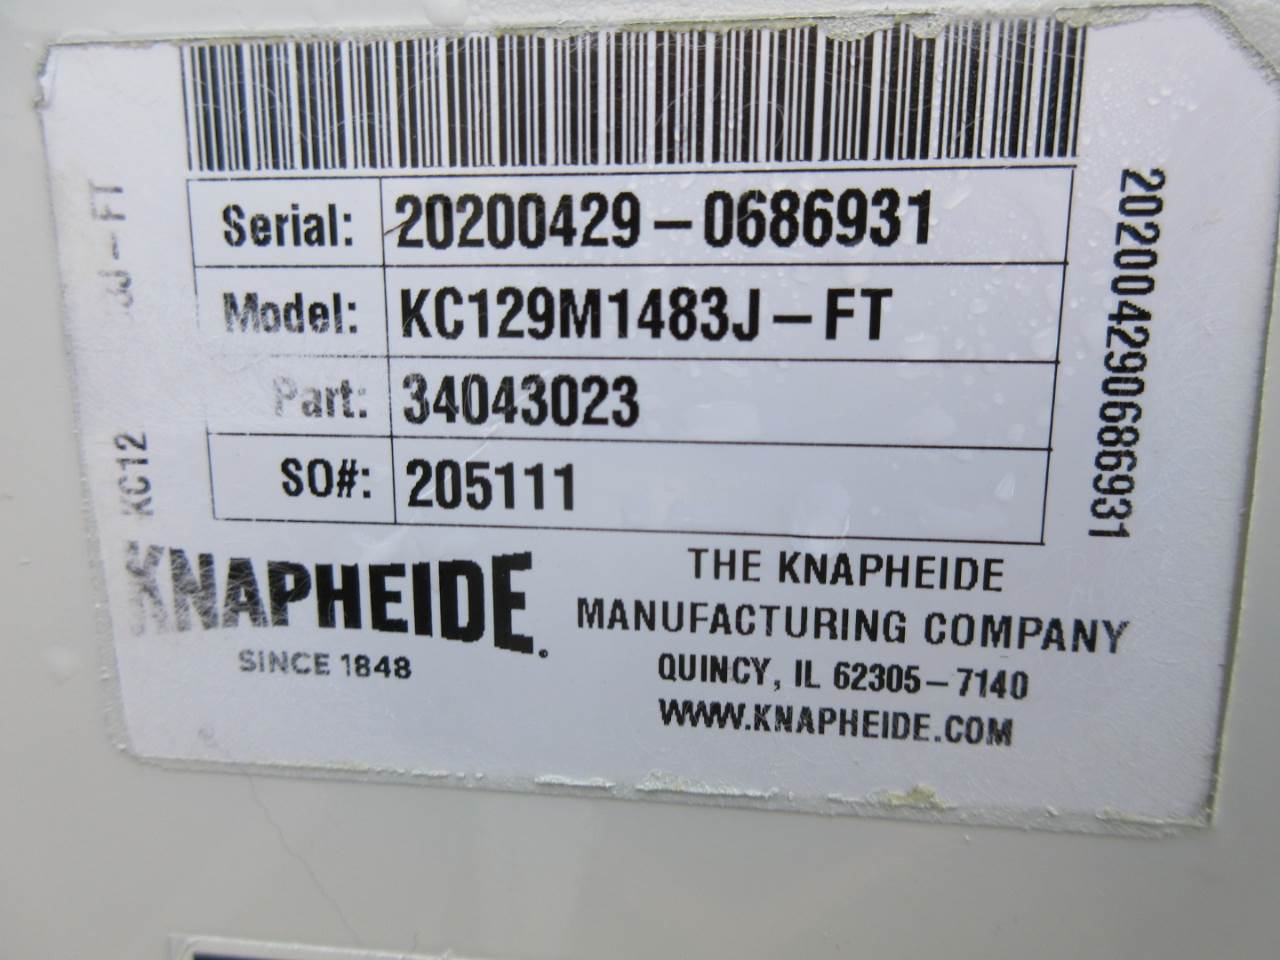 Serial: 20200429-0686931
Model: KC129M1483J-FT
Part: 34043023
SO#: 205111
KNAPHEIDE.
SINCE 1848
THE KNAPHEIDE
MANUFACTURING COMPANY
QUINCY, IL 62305-7140
WWW.KNAPHEIDE.COM
202004290686931
KC12 3J-FT